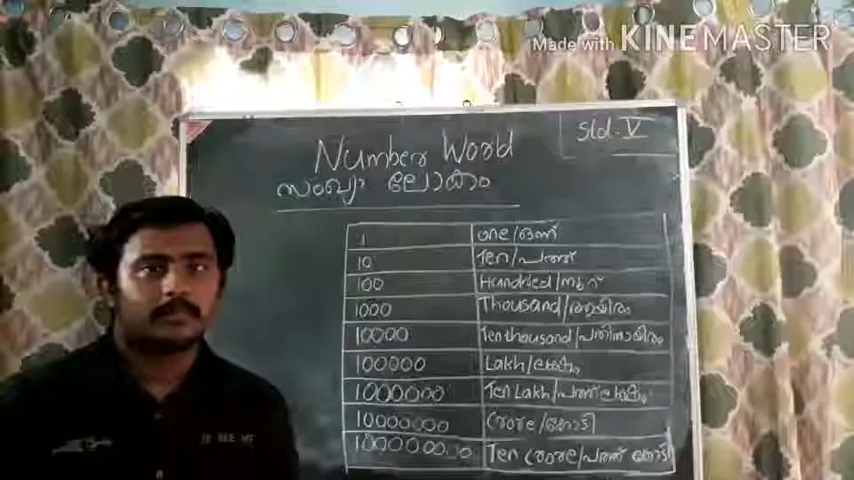 Made with KINEMASTER
Std. V
Number World
സംഖ്യാ ലോകം
1 one/ഒന്ന്
10 Ten/പത്ത്
100 Hundred/നൂറ്
1000 Thousand/ആയിരം
10000 Ten thousand/പതിനായിരം
100000 Lakh/ലക്ഷം
1000000 Ten Lakh/പത്ത് ലക്ഷം
10000000 Crore/കോടി
100000000 Ten Crore/പത്ത് കോടി